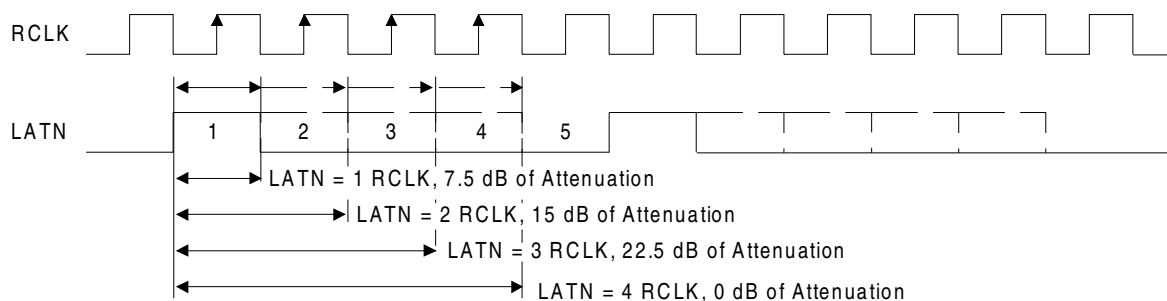 RCLK
LATN
1 2 3 4 5
LATN = 1 RCLK, 7.5 dB of Attenuation
LATN = 2 RCLK, 15 dB of Attenuation
LATN = 3 RCLK, 22.5 dB of Attenuation
LATN = 4 RCLK, 0 dB of Attenuation